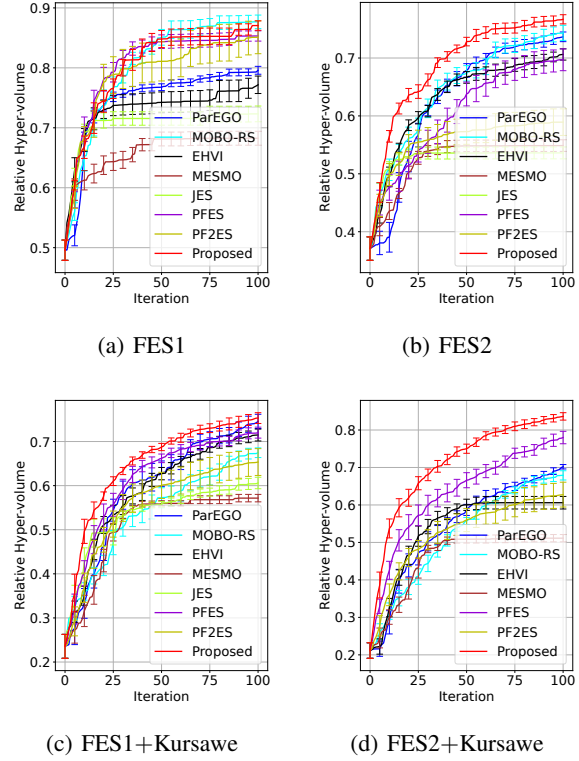 0.9
0.8
0.7
0.6
0.5
Relative Hyper-volume
ParEGO
MOBO-RS
EHVI
MESMO
JES
PFES
PF2ES
Proposed
0 25 50 75 100
Iteration
(a) FES1
0.7
0.6
0.5
0.4
Relative Hyper-volume
ParEGO
MOBO-RS
EHVI
MESMO
JES
PFES
PF2ES
Proposed
0 25 50 75 100
Iteration
(b) FES2
0.7
0.6
0.5
0.4
0.3
0.2
Relative Hyper-volume
ParEGO
MOBO-RS
EHVI
MESMO
JES
PFES
PF2ES
Proposed
0 25 50 75 100
Iteration
(c) FES1+Kursawe
0.8
0.7
0.6
0.5
0.4
0.3
0.2
Relative Hyper-volume
ParEGO
MOBO-RS
EHVI
MESMO
PFES
PF2ES
Proposed
0 25 50 75 100
Iteration
(d) FES2+Kursawe